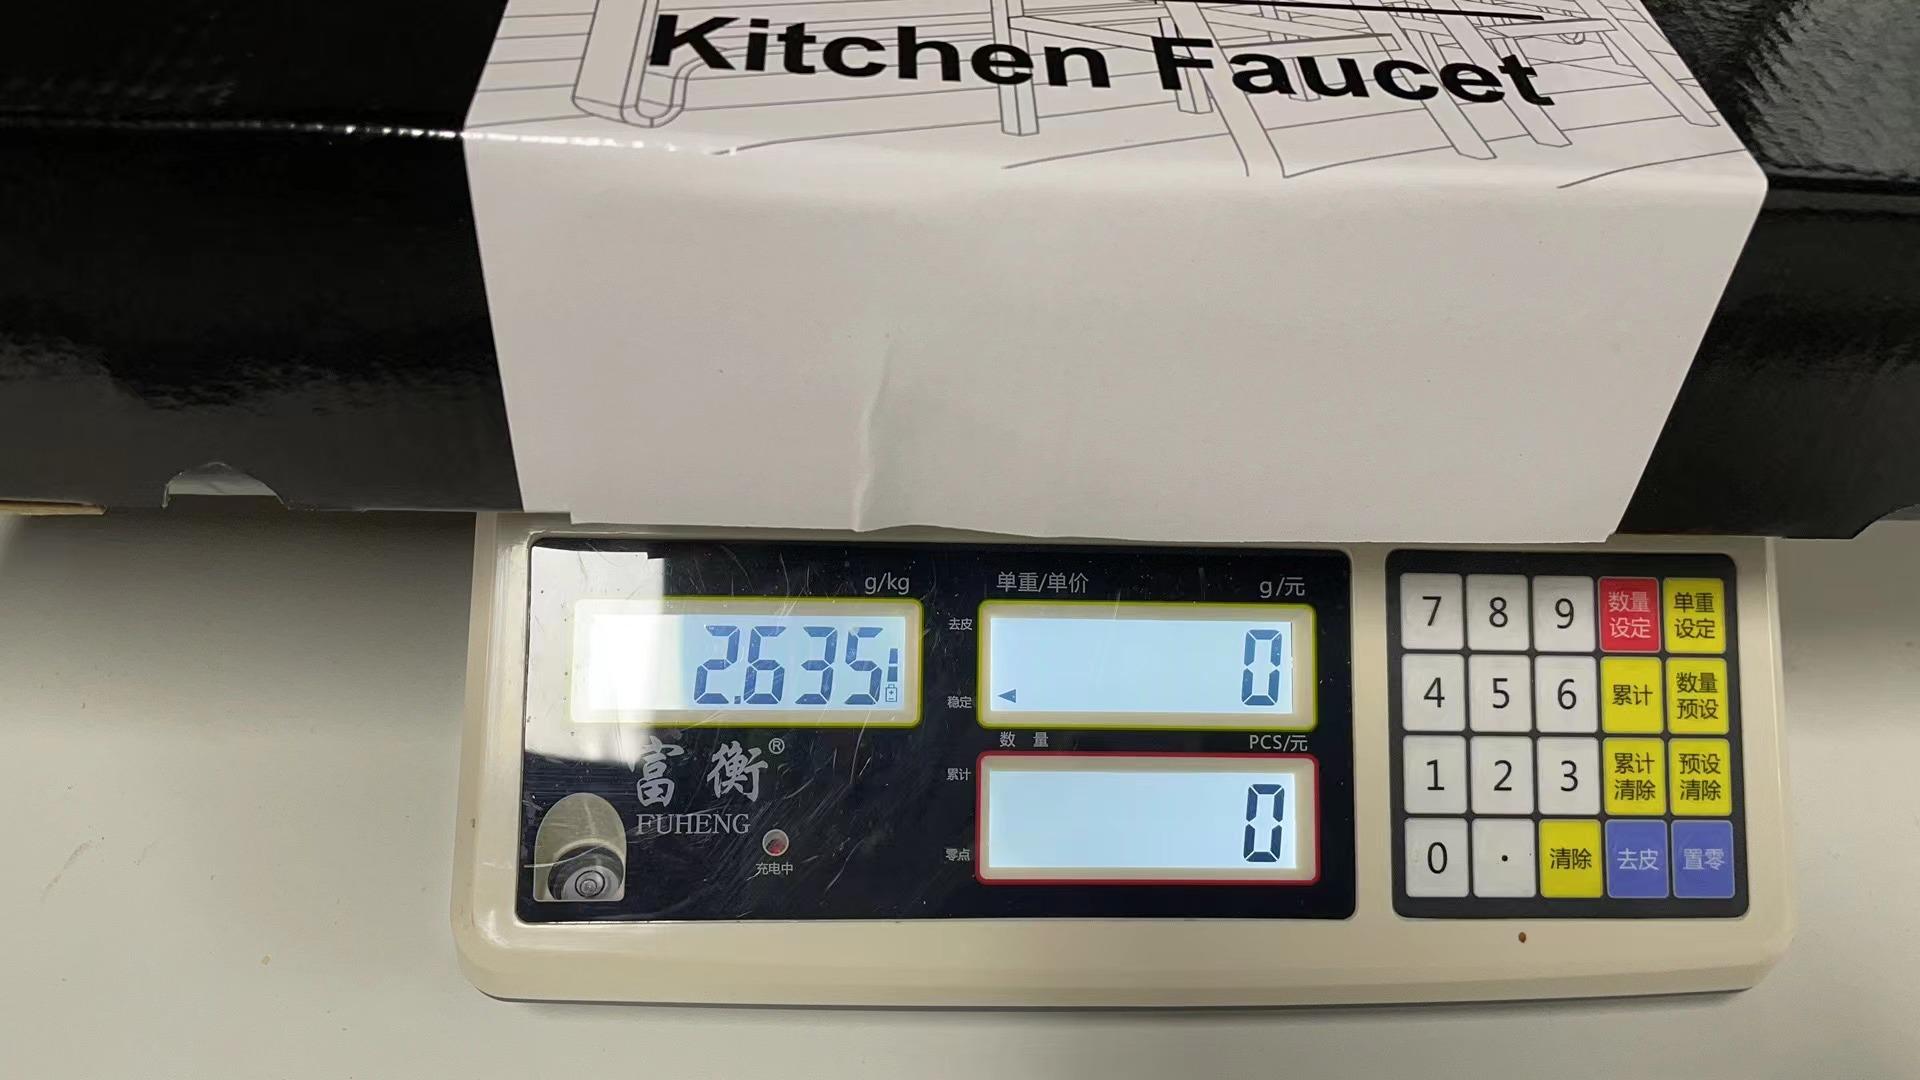 Kitchen Faucet
g/kg
单重/单价
g/元
2.635
去皮
0
稳定
数 量
PCS/元
累计
0
零点
富衡®
FUHENG
充电中
7 8 9 数量设定 单重设定
4 5 6 累计 数量预设
1 2 3 累计清除 预设清除
0 . 清除 去皮 置零